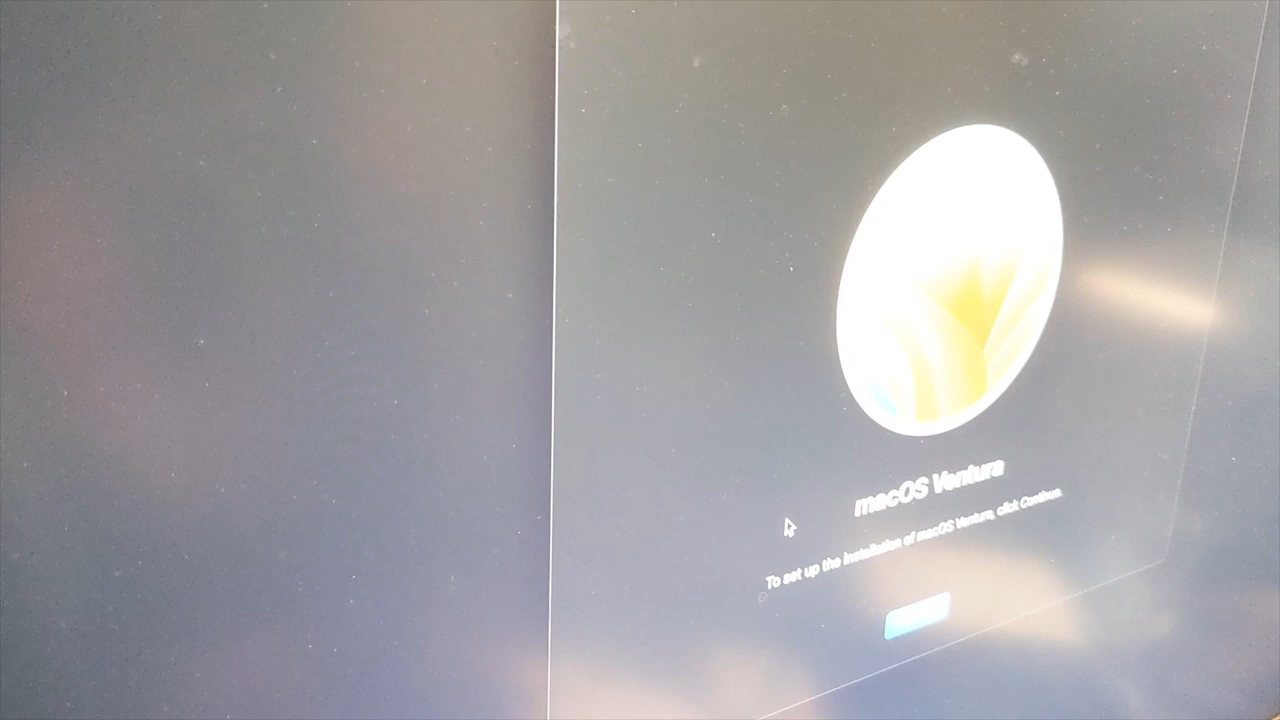 macOS Ventura
To set up the installation of macOS Ventura, click Continue.